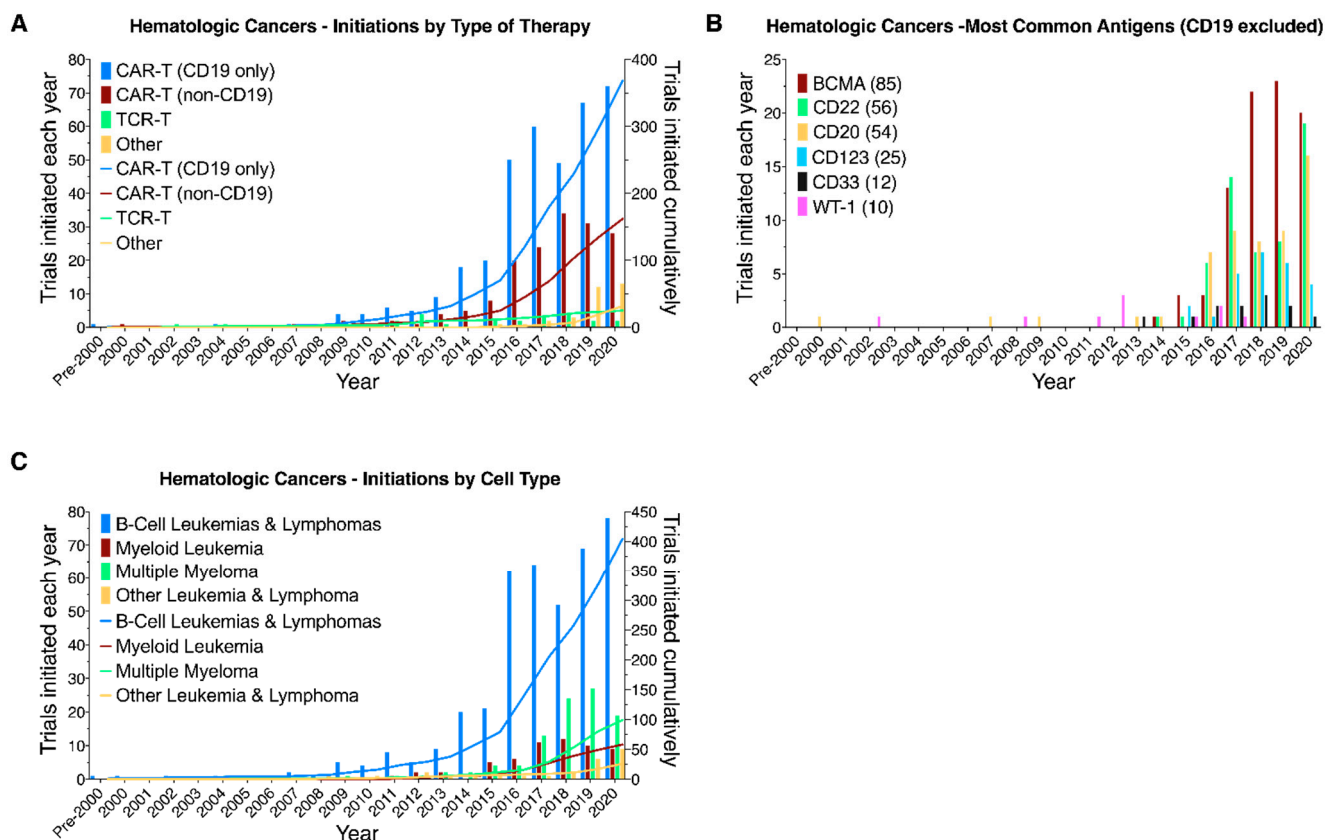 A
Hematologic Cancers - Initiations by Type of Therapy
Trials initiated each year
80
70
60
50
40
30
20
10
0
CAR-T (CD19 only)
CAR-T (non-CD19)
TCR-T
Other
CAR-T (CD19 only)
CAR-T (non-CD19)
TCR-T
Other
400
300
200
100
0
Trials initiated cumulatively
Pre-2000 2000 2001 2002 2003 2004 2005 2006 2007 2008 2009 2010 2011 2012 2013 2014 2015 2016 2017 2018 2019 2020
Year
B
Hematologic Cancers -Most Common Antigens (CD19 excluded)
Trials initiated each year
25
20
15
10
5
0
BCMA (85)
CD22 (56)
CD20 (54)
CD123 (25)
CD33 (12)
WT-1 (10)
Pre-2000 2000 2001 2002 2003 2004 2005 2006 2007 2008 2009 2010 2011 2012 2013 2014 2015 2016 2017 2018 2019 2020
Year
C
Hematologic Cancers - Initiations by Cell Type
Trials initiated each year
80
70
60
50
40
30
20
10
0
B-Cell Leukemias & Lymphomas
Myeloid Leukemia
Multiple Myeloma
Other Leukemia & Lymphoma
B-Cell Leukemias & Lymphomas
Myeloid Leukemia
Multiple Myeloma
Other Leukemia & Lymphoma
450
400
350
300
250
200
150
100
50
0
Trials initiated cumulatively
Pre-2000 2000 2001 2002 2003 2004 2005 2006 2007 2008 2009 2010 2011 2012 2013 2014 2015 2016 2017 2018 2019 2020
Year